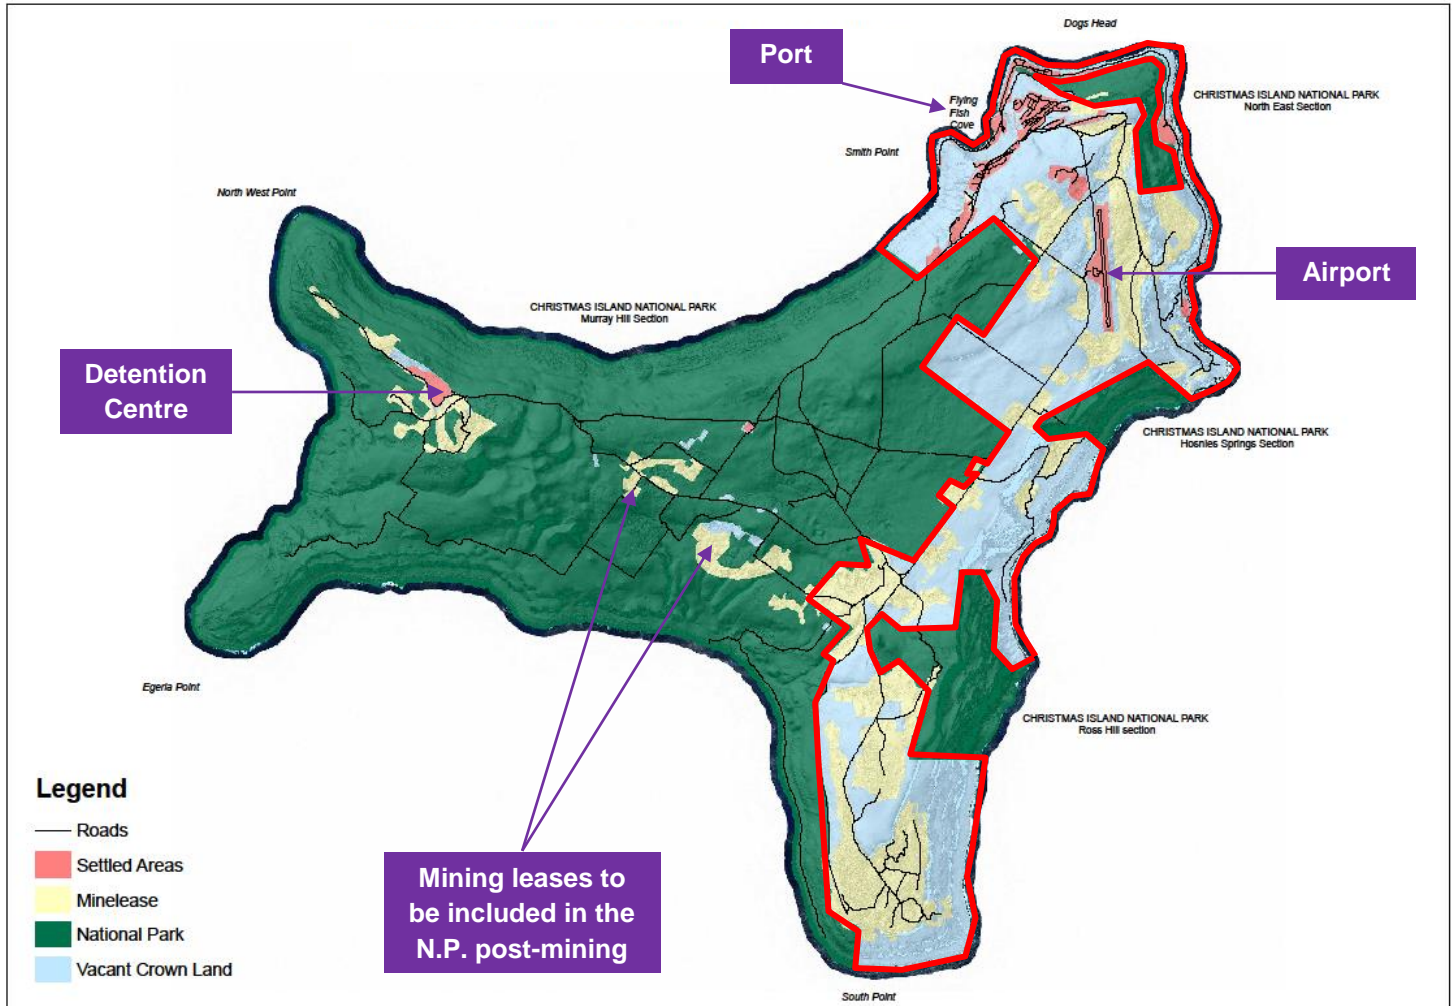 Dogs Head
Port
CHRISTMAS ISLAND NATIONAL PARK
North East Section
Flying
Fish
Cove
Smith Point
North West Point
Airport
CHRISTMAS ISLAND NATIONAL PARK
Murray Hill Section
Detention
Centre
CHRISTMAS ISLAND NATIONAL PARK
Hosnies Springs Section
Egeria Point
CHRISTMAS ISLAND NATIONAL PARK
Ross Hill section
Legend
Roads
Settled Areas
Minelease
National Park
Vacant Crown Land
Mining leases to
be included in the
N.P. post-mining
South Point